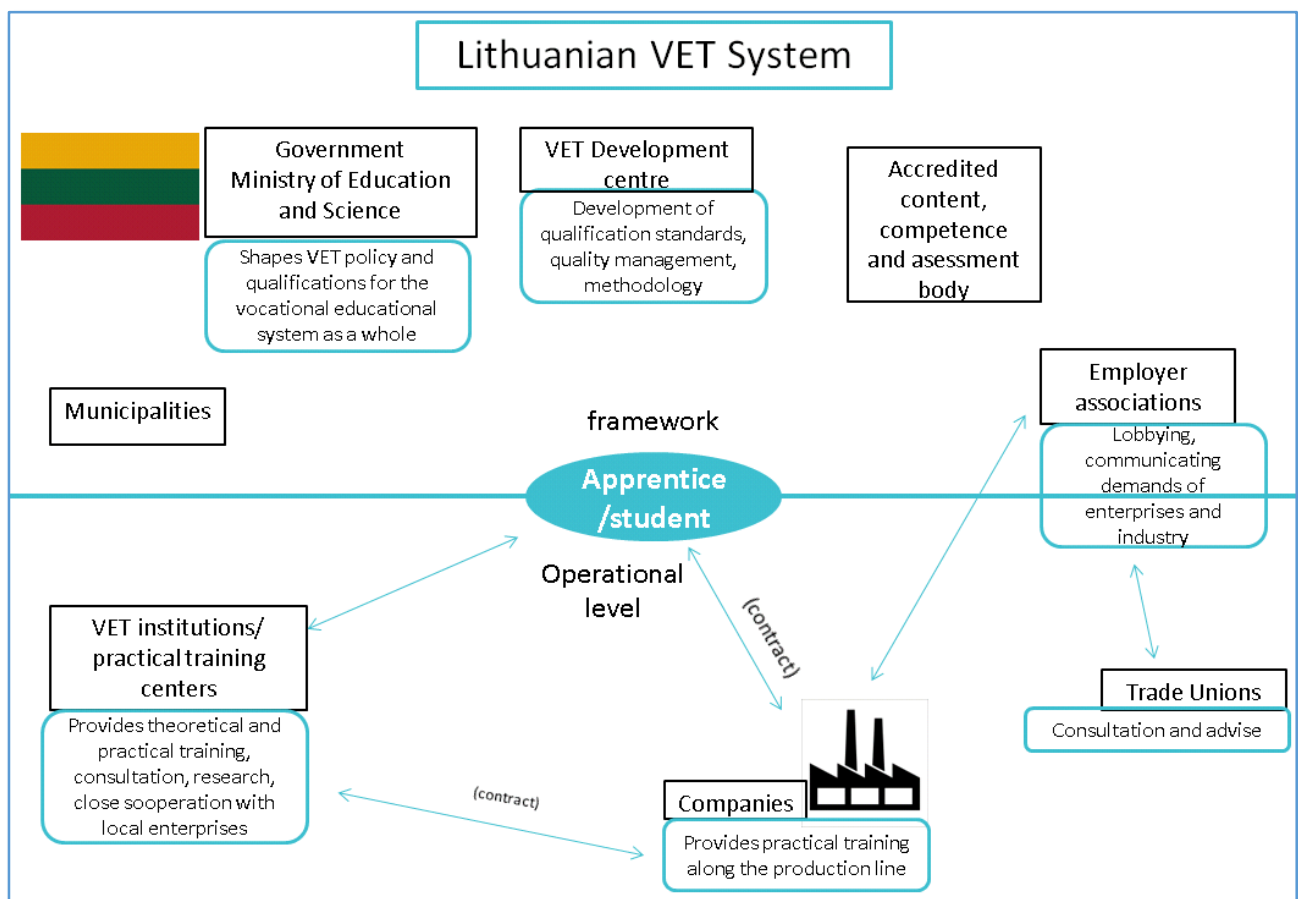 Lithuanian VET System
Government
Ministry of Education
and Science
Shapes VET policy and
qualifications for the
vocational educational
system as a whole
VET Development
centre
Development of
qualification standards,
quality management,
methodology
Accredited
content,
competence
and asessment
body
Municipalities
framework
Employer
associations
Lobbying,
communicating
demands of
enterprises and
industry
Apprentice
/student
Operational
level
(contract)
VET institutions/
practical training
centers
Provides theoretical and
practical training,
consultation, research,
close sooperation with
local enterprises
(contract)
Companies
Provides practical training
along the production line
Trade Unions
Consultation and advise